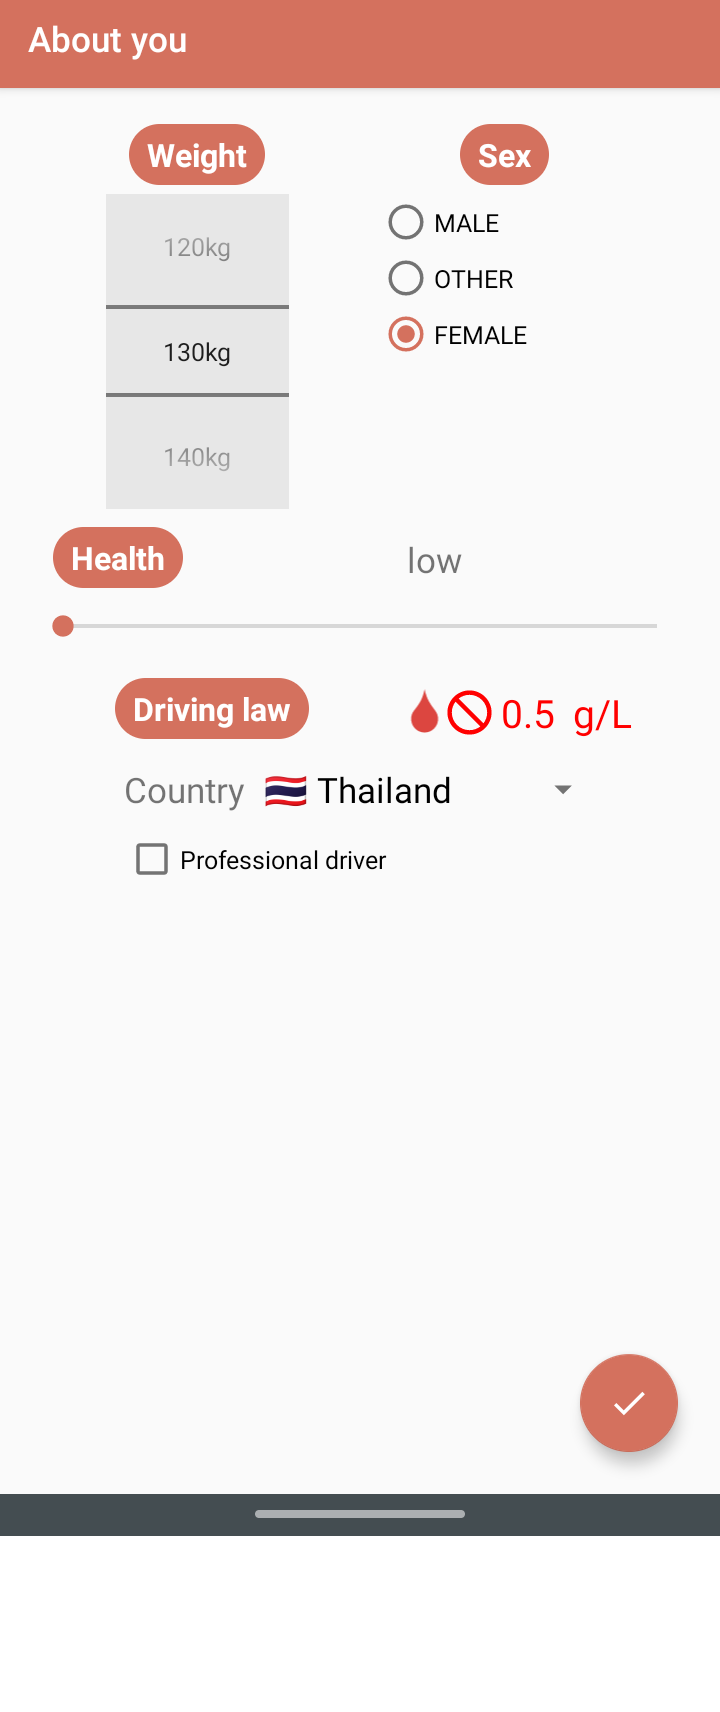 About you
Weight
Sex
120kg
130kg
140kg
MALE
OTHER
FEMALE
Health
low
Driving law
0.5 g/L
Country
Thailand
Professional driver